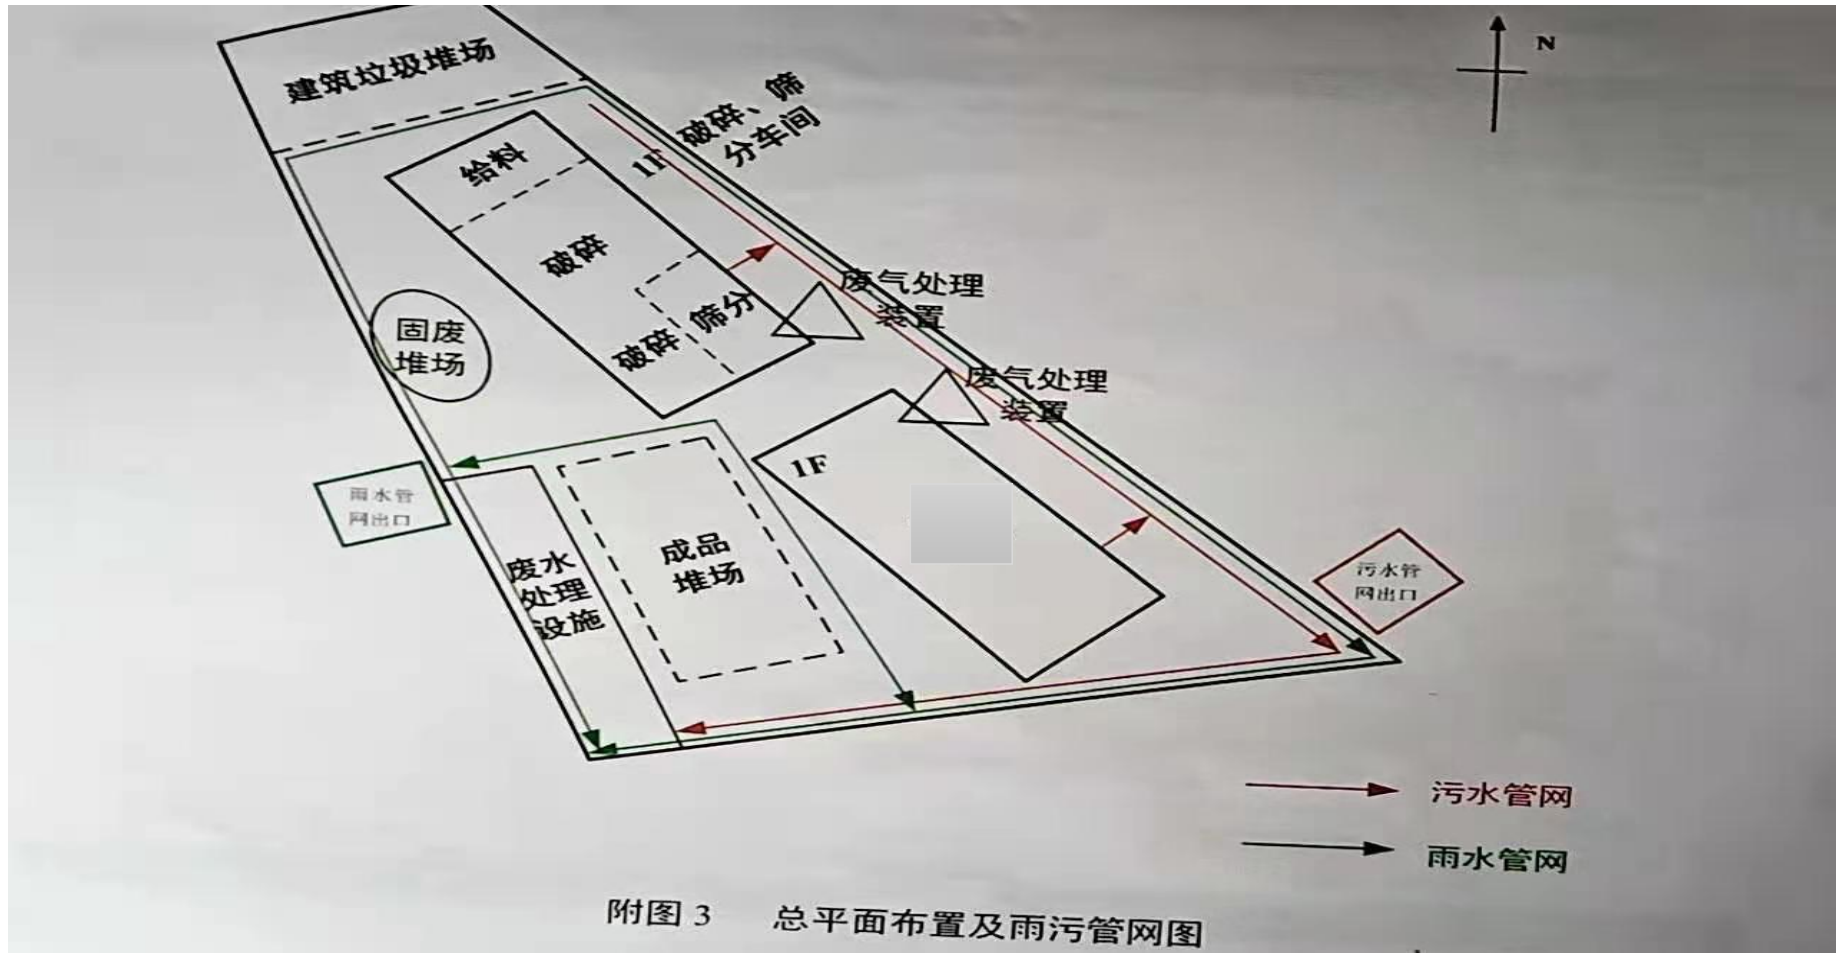 N
建筑垃圾堆场
破碎、筛
分车间
1F
给料
破碎
筛分
破碎
废气处理
装置
固废
堆场
废气处理
装置
1F
雨水管
网出口
成品
堆场
废水
处理
设施
污水管
网出口
污水管网
雨水管网
附图 3 总平面布置及雨污管网图